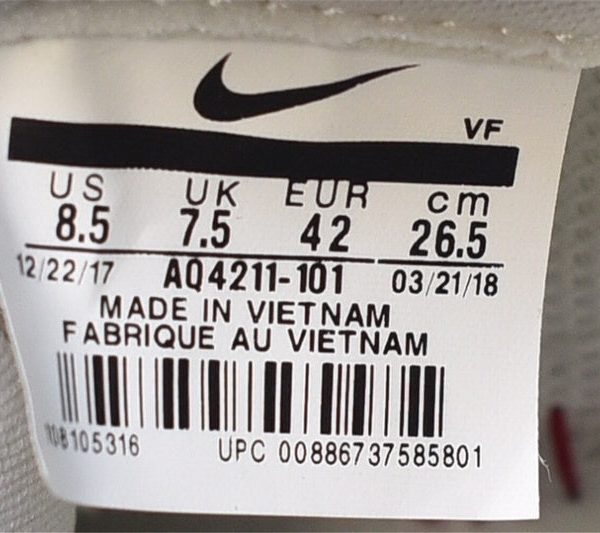 VF
US UK EUR cm
8.5 7.5 42 26.5
12/22/17 AQ4211-101 03/21/18
MADE IN VIETNAM
FABRIQUE AU VIETNAM
UPC 00886737585801